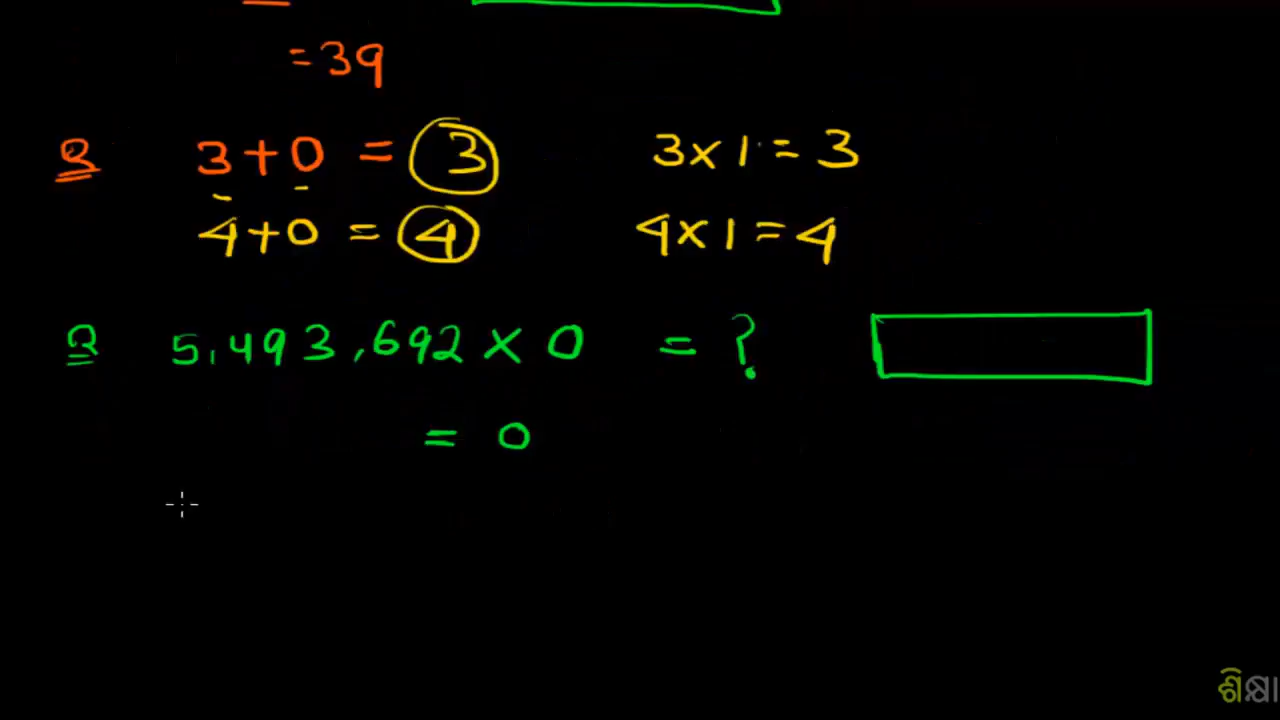 =39
Q 3+0 = 3 3x1=3
4+0 = 4 4x1=4
Q 5,493,692 x 0 = ?
= 0
ଶିକ୍ଷା